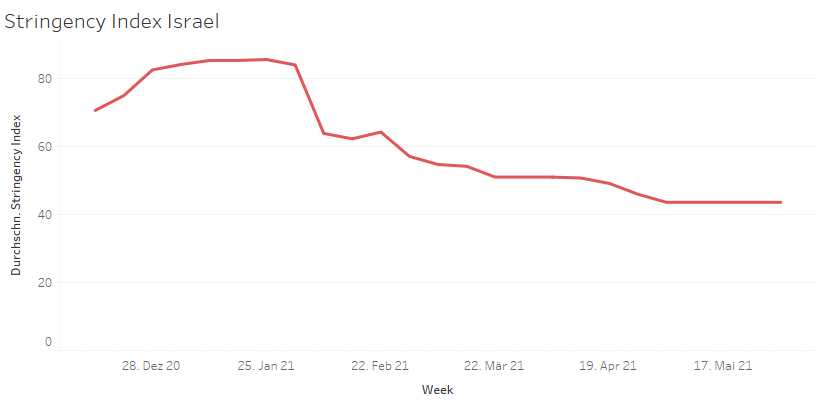 Stringency Index Israel
Durchschn. Stringency Index
80
60
40
20
0
28. Dez 20
25. Jan 21
22. Feb 21
22. Mär 21
19. Apr 21
17. Mai 21
Week